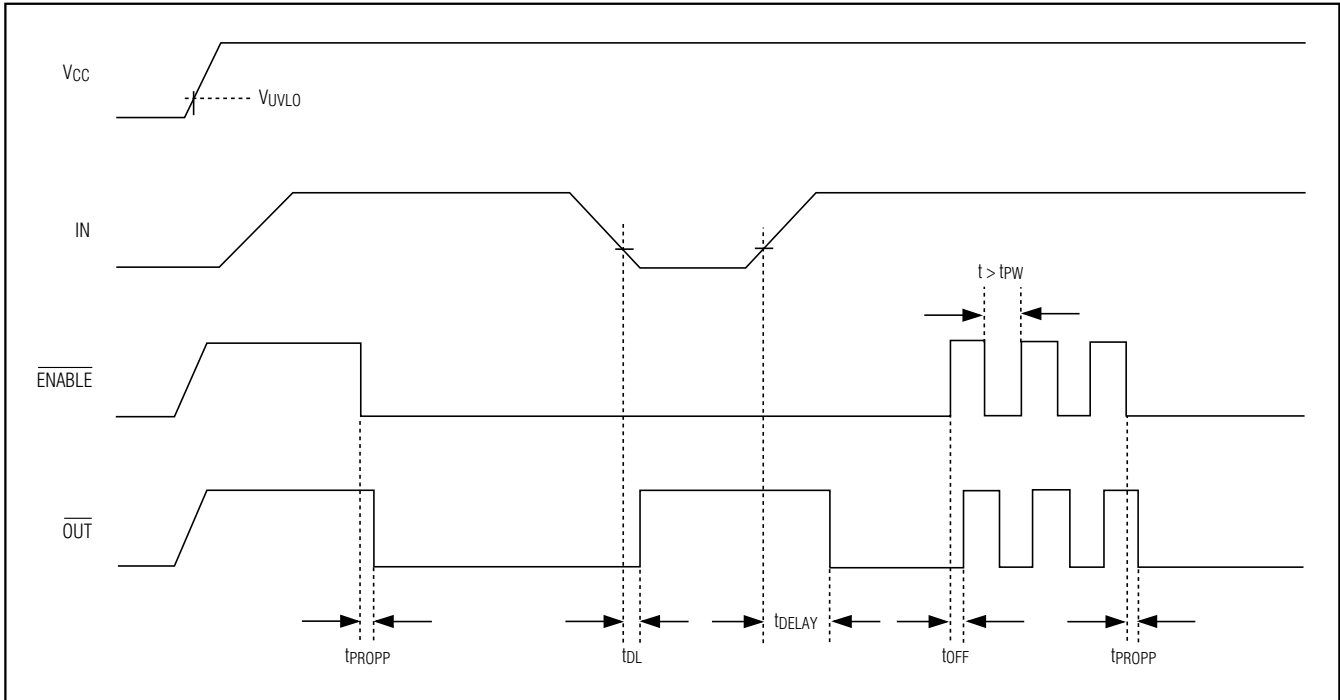 VCC
VUVLO
IN
t > tPW
ENABLE
OUT
tDELAY
tPROPP
tDL
tOFF
tPROPP